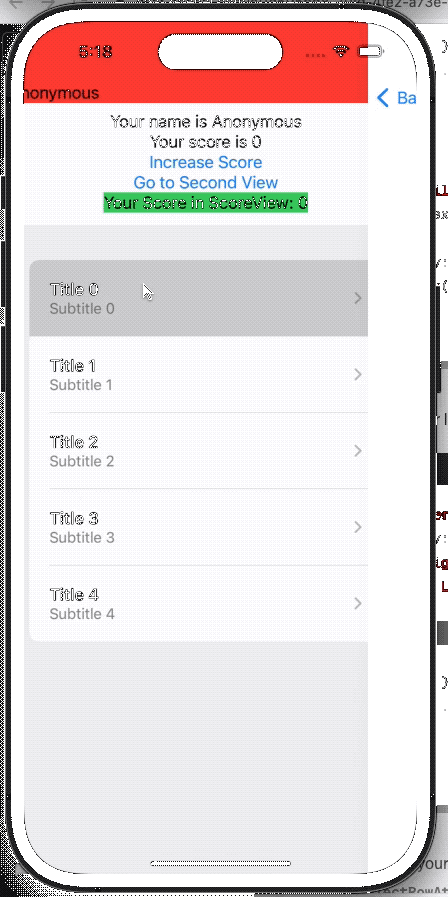 5:18
nonymous
Ba
Your name is Anonymous
Your score is 0
Increase Score
Go to Second View
Your Score in ScoreView: 0
Title 0
Subtitle 0
Title 1
Subtitle 1
Title 2
Subtitle 2
Title 3
Subtitle 3
Title 4
Subtitle 4